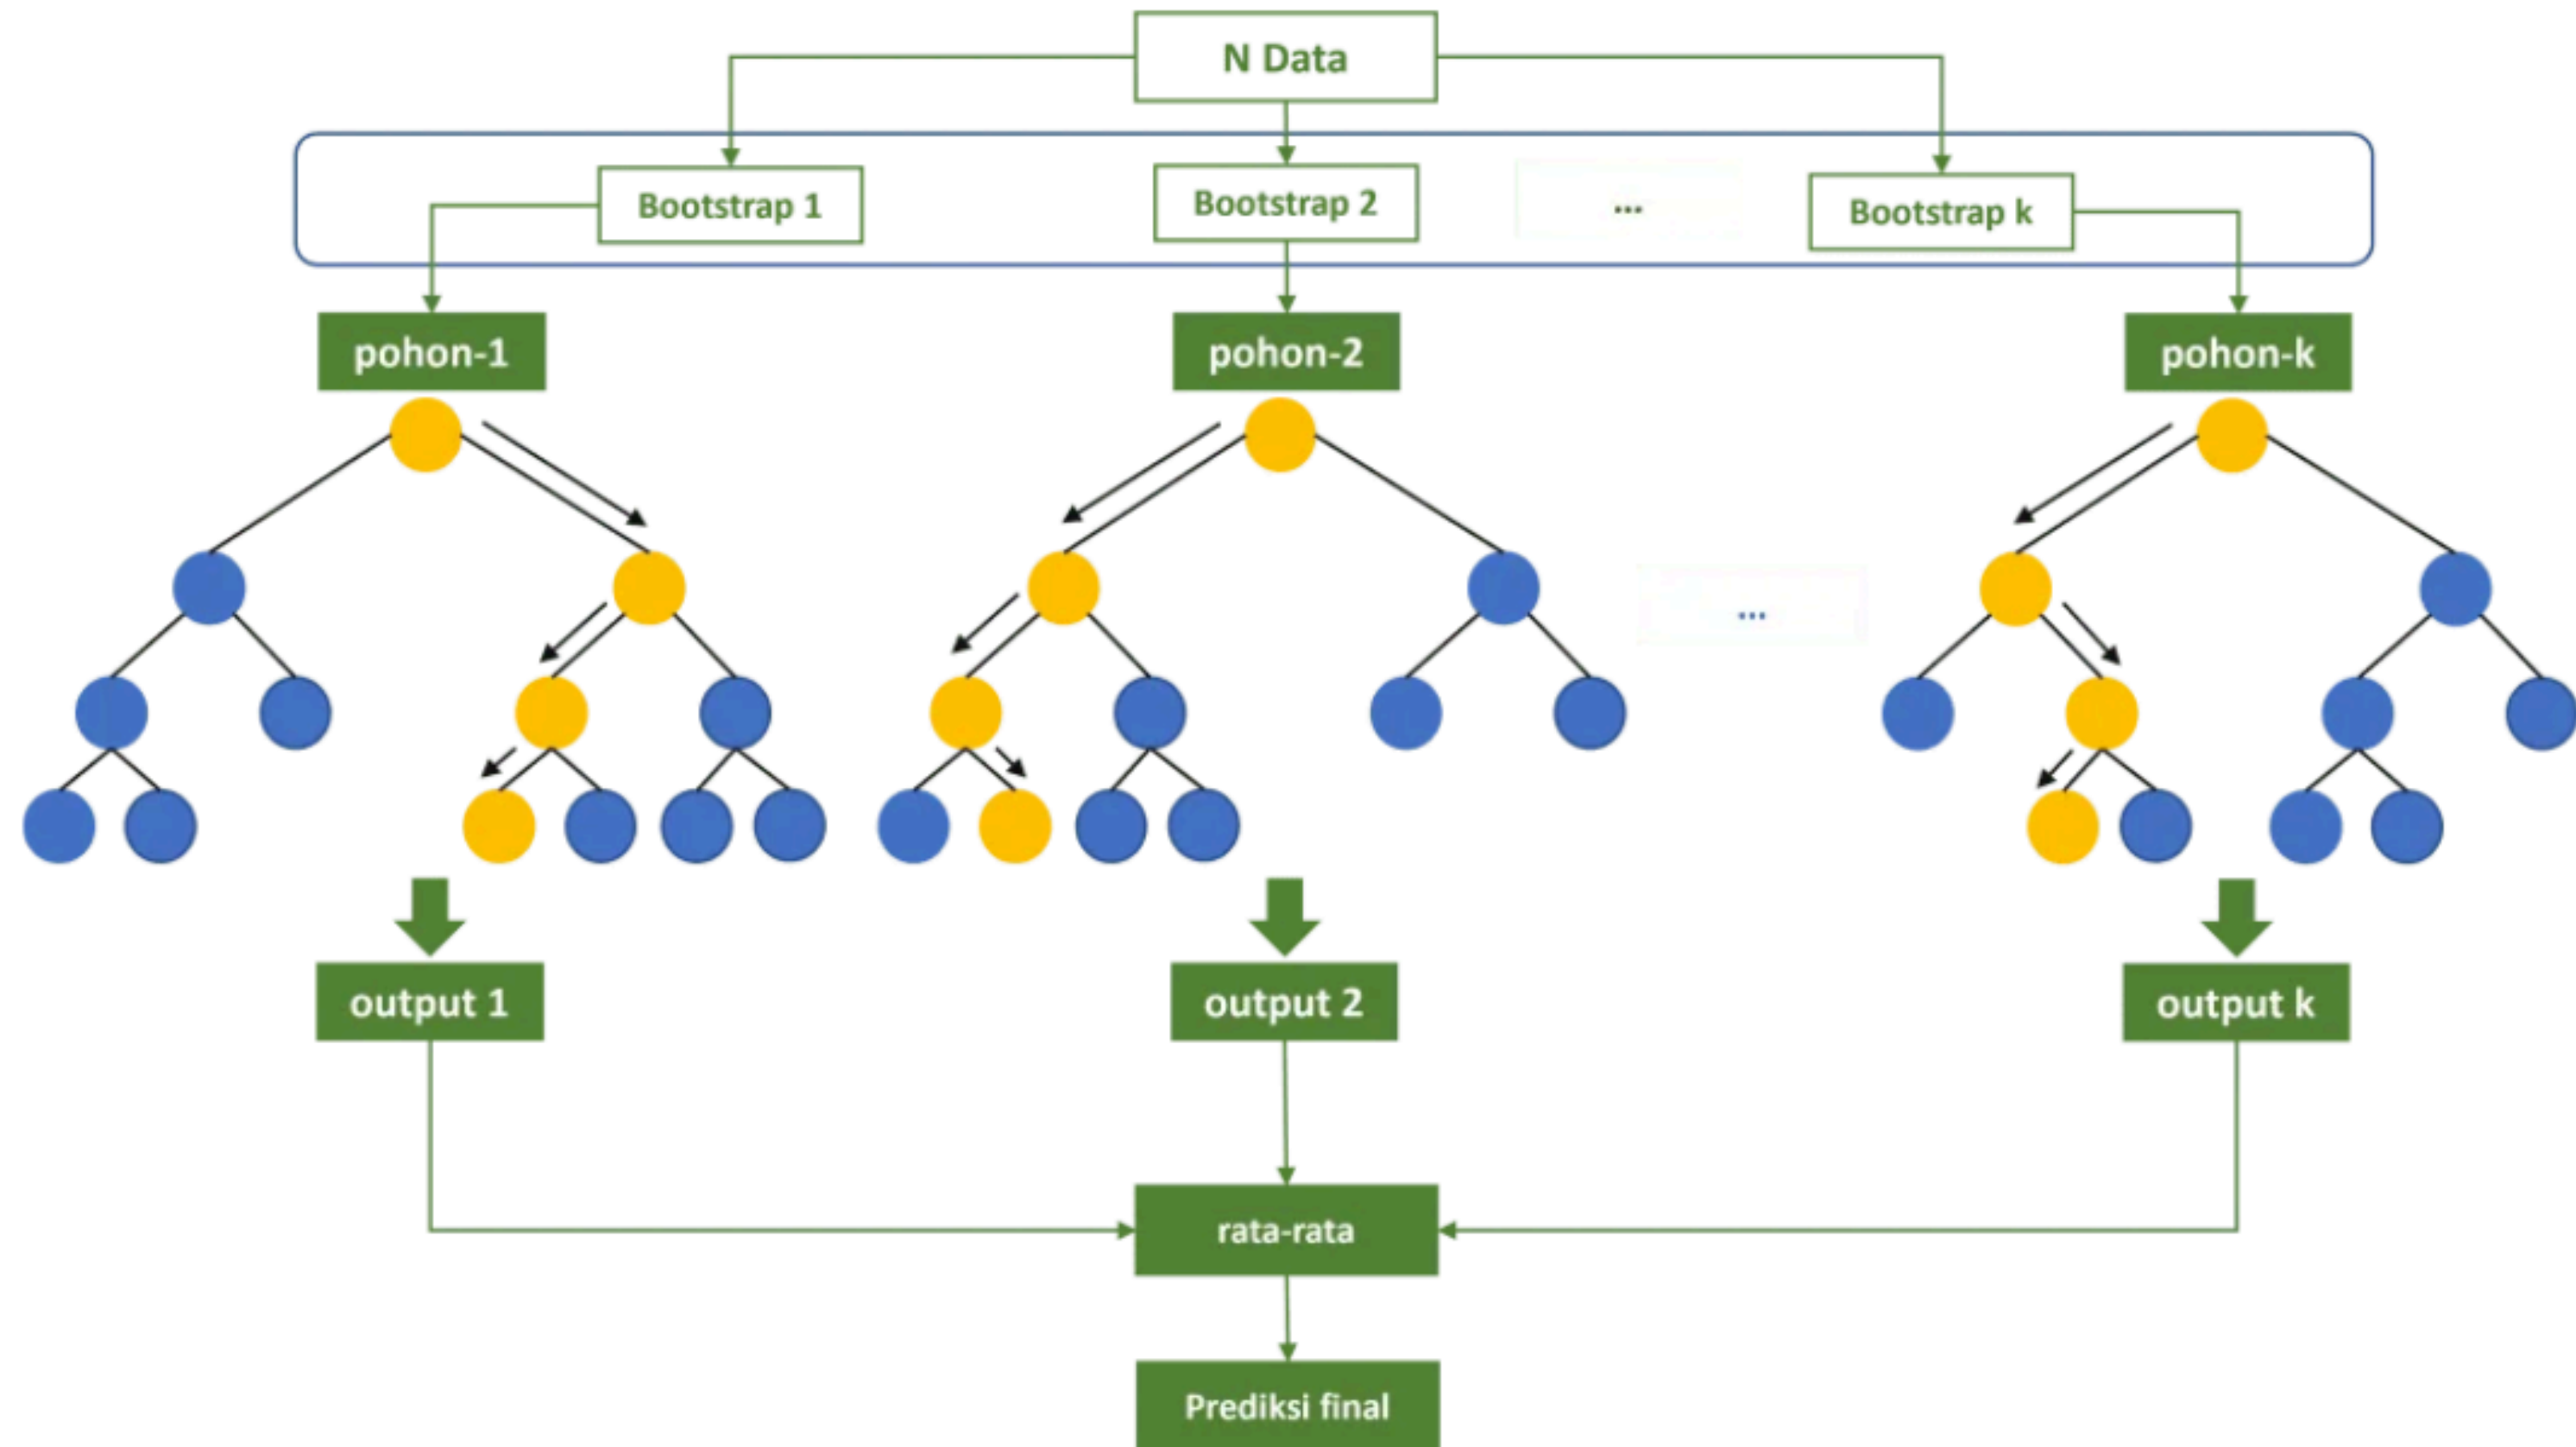 N Data
Bootstrap 1
Bootstrap 2
...
Bootstrap k
pohon-1
pohon-2
pohon-k
...
output 1
output 2
output k
rata-rata
Prediksi final